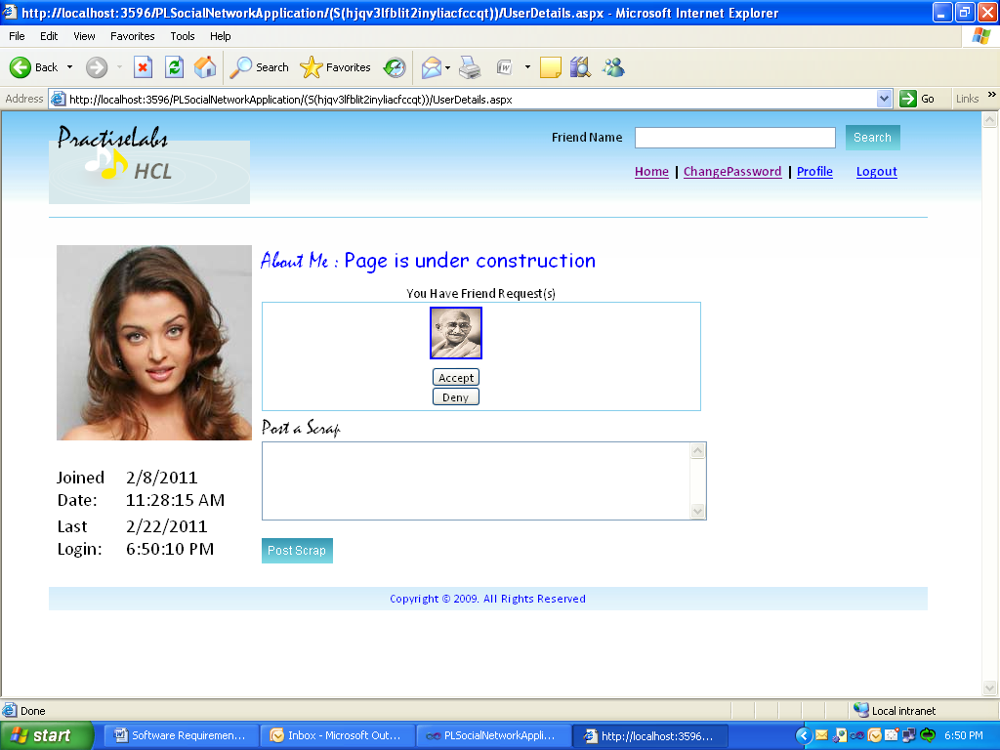 http://localhost:3596/PLSocialNetworkApplication/(S(hjqv3lfblit2inyliacfccqt))/UserDetails.aspx - Microsoft Internet Explorer
File Edit View Favorites Tools Help
Back Search Favorites
Address http://localhost:3596/PLSocialNetworkApplication/(S(hjqv3lfblit2inyliacfccqt))/UserDetails.aspx Go Links »
PractiseLabs
HCL
Friend Name Search
Home | ChangePassword | Profile Logout
About Me : Page is under construction
You Have Friend Request(s)
Accept
Deny
Post a Scrap
Post Scrap
Joined 2/8/2011
Date: 11:28:15 AM
Last 2/22/2011
Login: 6:50:10 PM
Copyright © 2009. All Rights Reserved
Done Local intranet
start Software Requiremen... Inbox - Microsoft Out... PLSocialNetworkAppli... http://localhost:3596... 6:50 PM